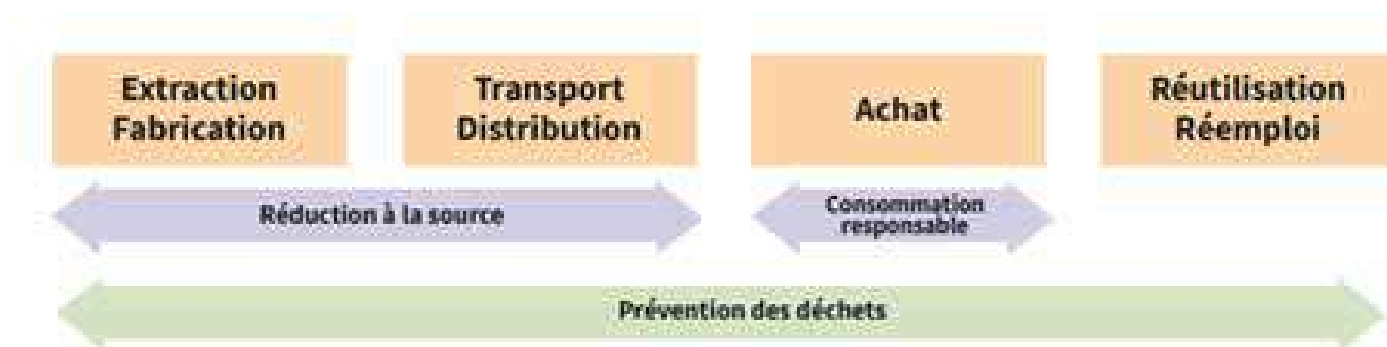 Extraction
Fabrication
Transport
Distribution
Achat
Réutilisation
Réemploi
Réduction à la source
Consommation
responsable
Prévention des déchets